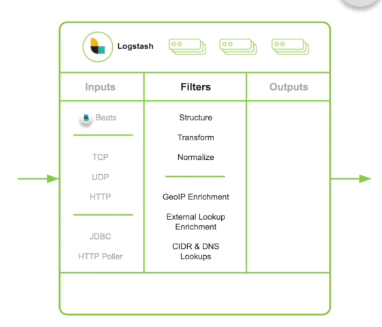 Logstash
Inputs
Filters
Outputs
Beats
TCP
UDP
HTTP
JDBC
HTTP Poller
Structure
Transform
Normalize
GeoIP Enrichment
External Lookup
Enrichment
CIDR & DNS
Lookups